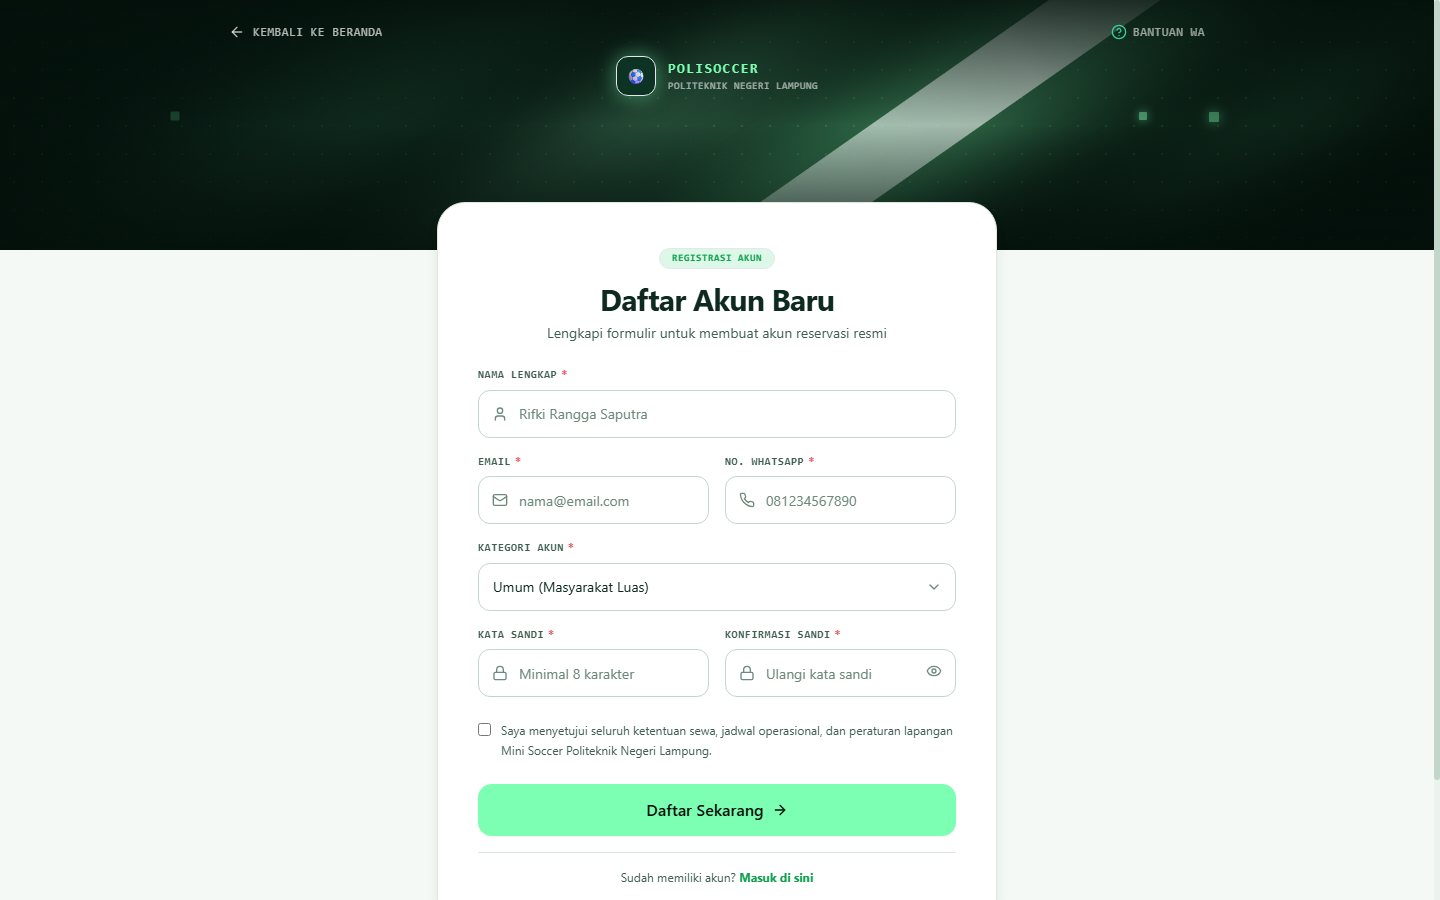 KEMBALI KE BERANDA
BANTUAN WA
POLISOCCER
POLITEKNIK NEGERI LAMPUNG
REGISTRASI AKUN
Daftar Akun Baru
Lengkapi formulir untuk membuat akun reservasi resmi
NAMA LENGKAP *
Rifki Rangga Saputra
EMAIL *
NO. WHATSAPP *
nama@email.com
081234567890
KATEGORI AKUN *
Umum (Masyarakat Luas)
KATA SANDI *
KONFIRMASI SANDI *
Minimal 8 karakter
Ulangi kata sandi
Saya menyetujui seluruh ketentuan sewa, jadwal operasional, dan peraturan lapangan
Mini Soccer Politeknik Negeri Lampung.
Daftar Sekarang →
Sudah memiliki akun? Masuk di sini